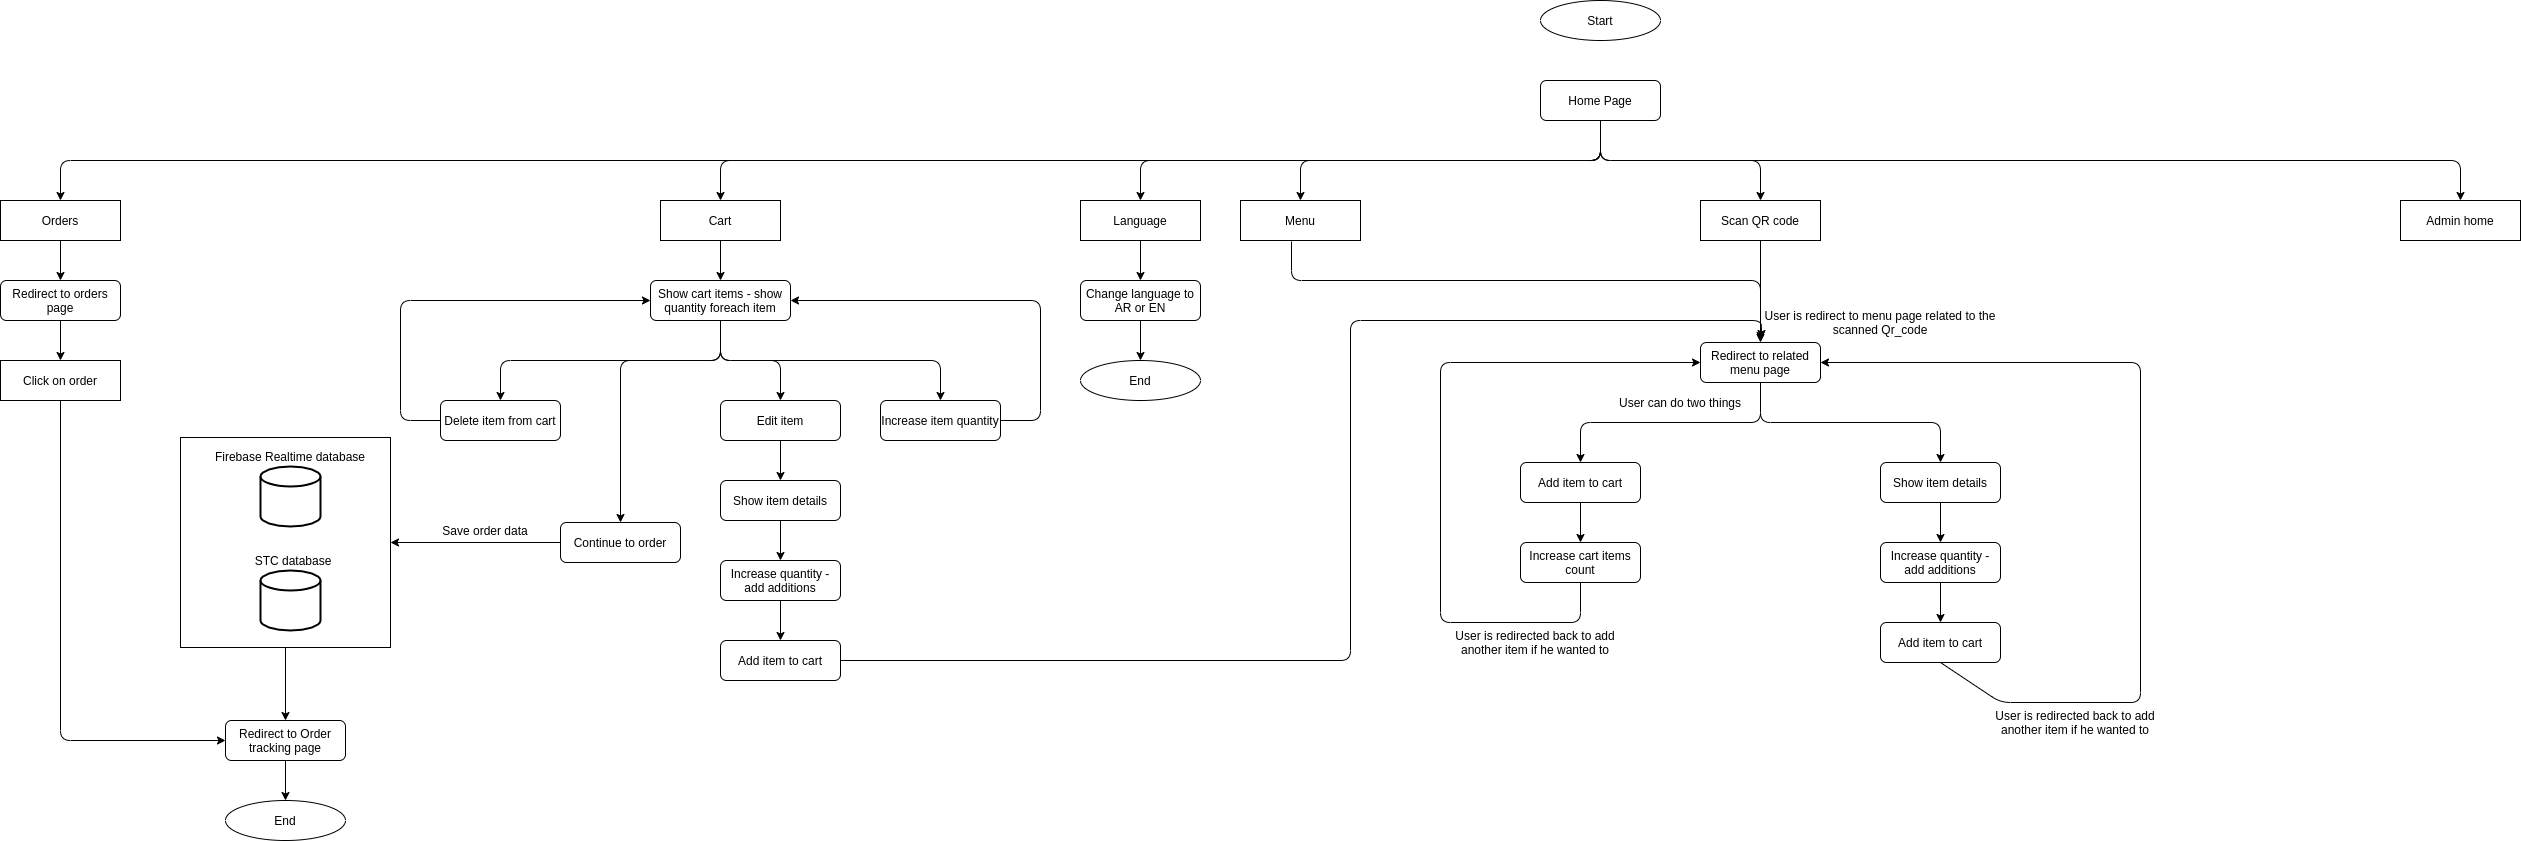 Start
Home Page
Orders
Cart
Language
Menu
Scan QR code
Admin home
Redirect to orders
page
Show cart items - show
quantity foreach item
Change language to
AR or EN
User is redirect to menu page related to the
scanned Qr_code
Redirect to related
menu page
Click on order
End
User can do two things
Delete item from cart
Edit item
Increase item quantity
Firebase Realtime database
Show item details
Add item to cart
Show item details
Save order data
Continue to order
STC database
Increase quantity -
add additions
Increase cart items
count
Increase quantity -
add additions
User is redirected back to add
another item if he wanted to
Add item to cart
Add item to cart
User is redirected back to add
another item if he wanted to
Redirect to Order
tracking page
End